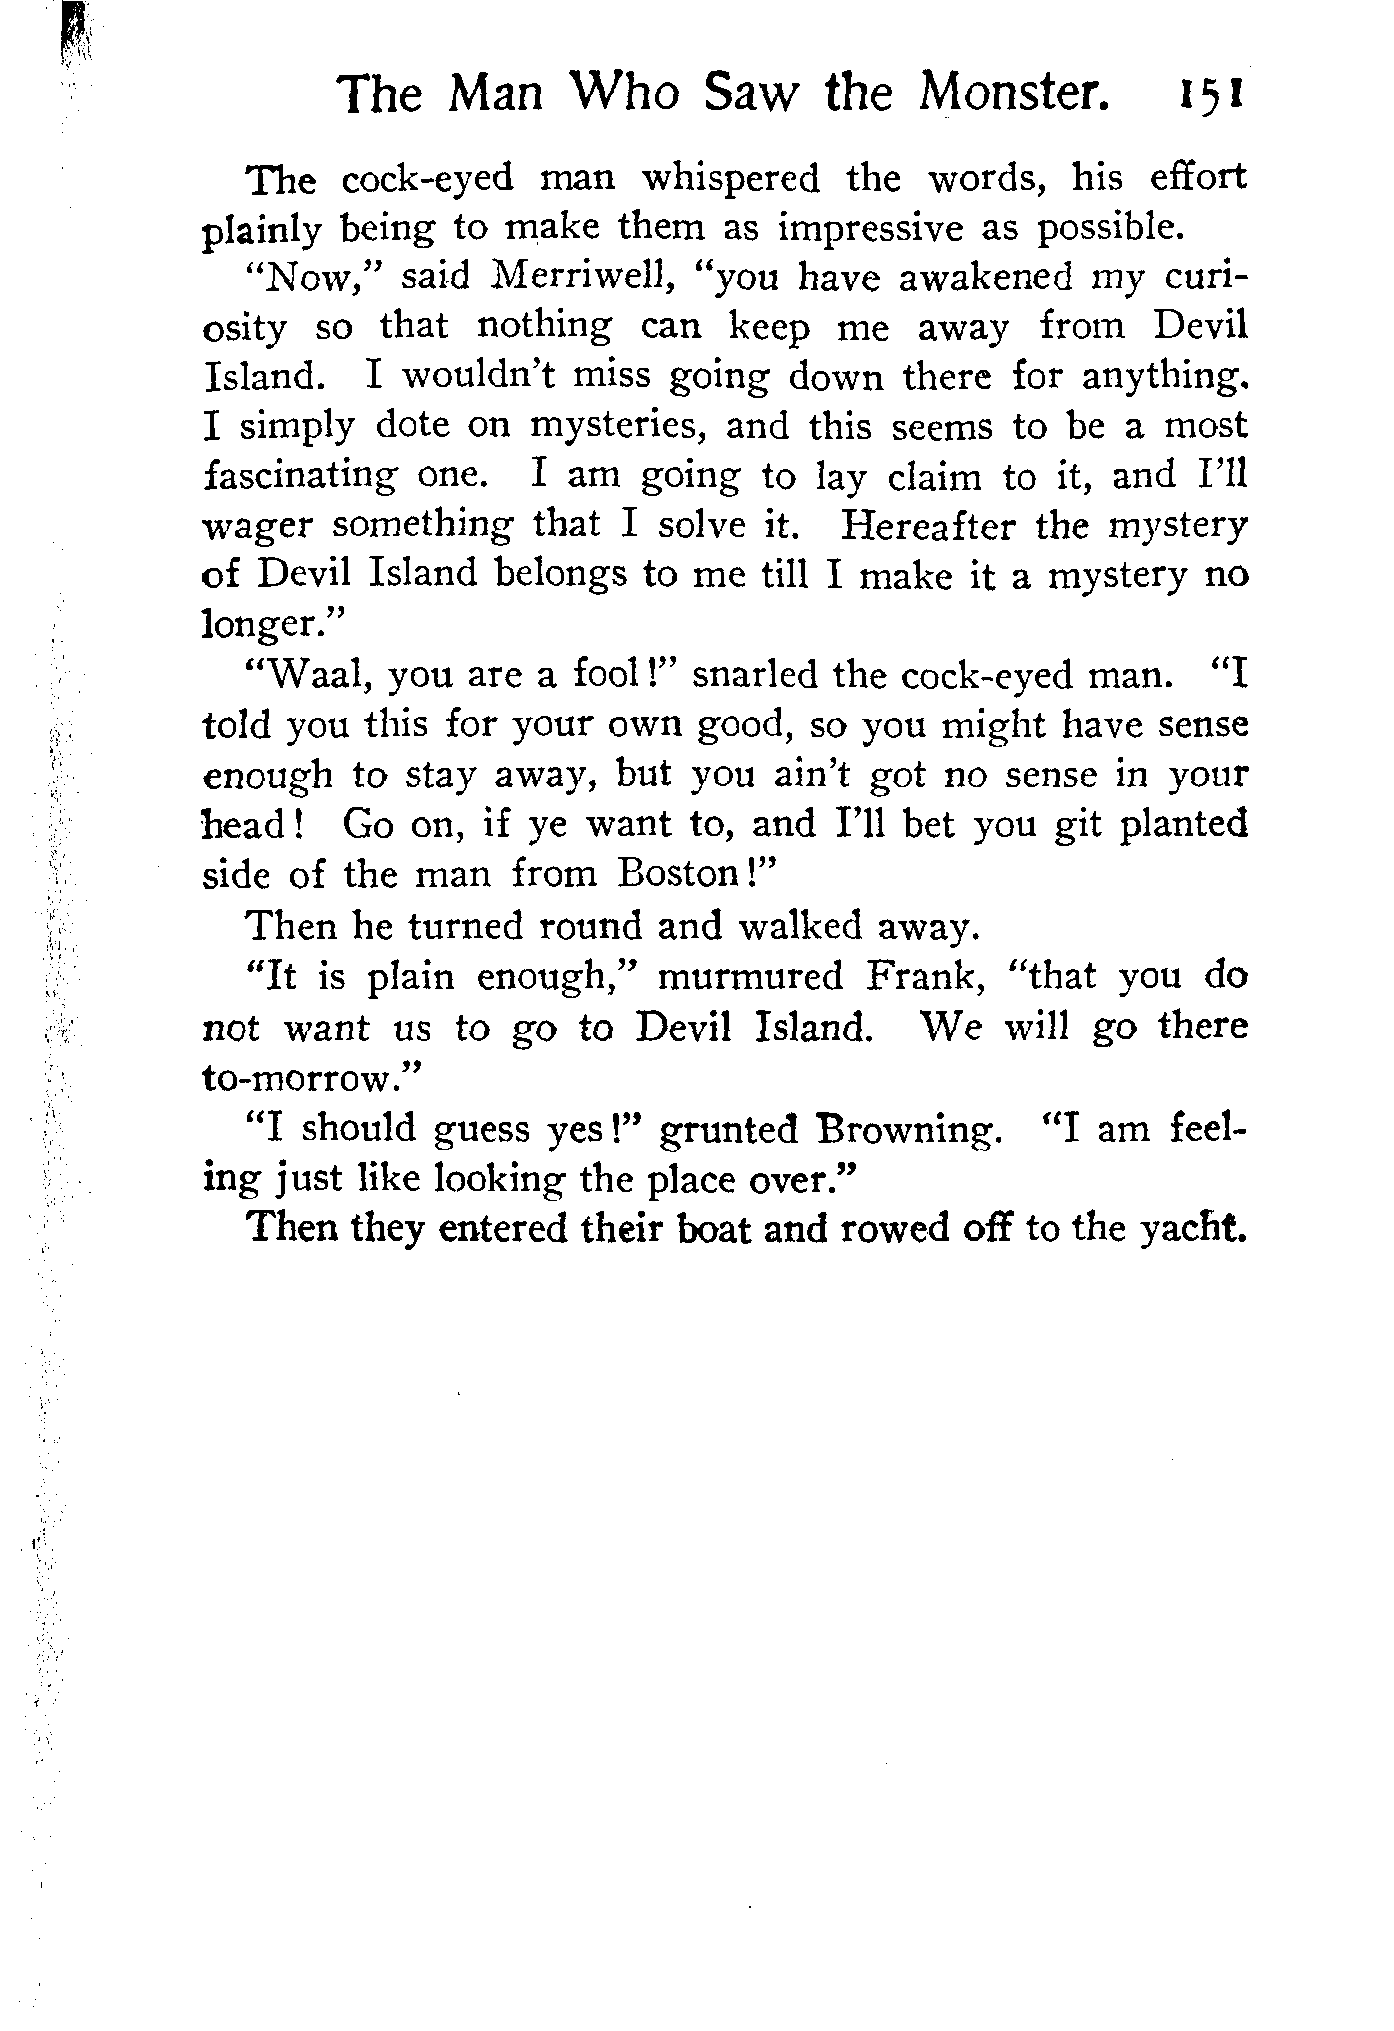 The Man Who Saw the Monster. 151
The cock-eyed man whispered the words, his effort
plainly being to make them as impressive as possible.
“Now,” said Merriwell, “you have awakened my curi-
osity so that nothing can keep me away from Devil
Island. I wouldn’t miss going down there for anything.
I simply dote on mysteries, and this seems to be a most
fascinating one. I am going to lay claim to it, and I’ll
wager something that I solve it. Hereafter the mystery
of Devil Island belongs to me till I make it a mystery no
longer.”
“Waal, you are a fool!” snarled the cock-eyed man. “I
told you this for your own good, so you might have sense
enough to stay away, but you ain’t got no sense in your
head! Go on, if ye want to, and I’ll bet you git planted
side of the man from Boston!”
Then he turned round and walked away.
“It is plain enough,” murmured Frank, “that you do
not want us to go to Devil Island. We will go there
to-morrow.”
“I should guess yes!” grunted Browning. “I am feel-
ing just like looking the place over.”
Then they entered their boat and rowed off to the yacht.